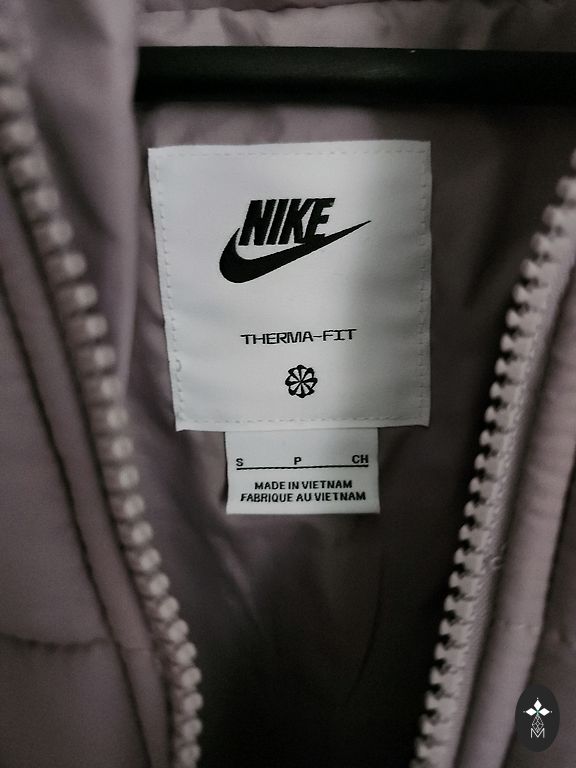 NIKE
THERMA-FIT
S P CH
MADE IN VIETNAM
FABRIQUE AU VIETNAM
M